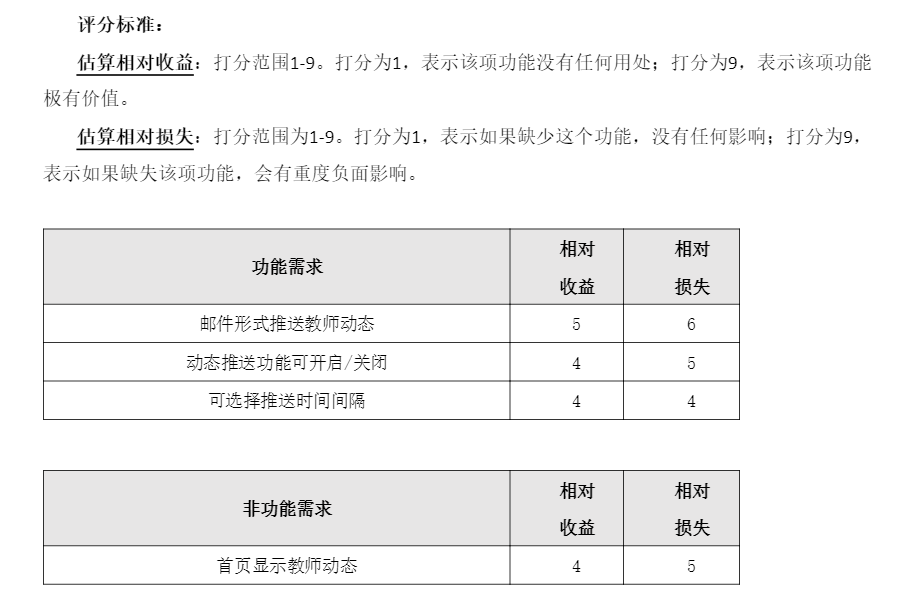 评分标准：
估算相对收益：打分范围1-9。打分为1，表示该项功能没有任何用处；打分为9，表示该项功能
极有价值。
估算相对损失：打分范围为1-9。打分为1，表示如果缺少这个功能，没有任何影响；打分为9，
表示如果缺失该项功能，会有重度负面影响。
功能需求 相对收益 相对损失
邮件形式推送教师动态 5 6
动态推送功能可开启/关闭 4 5
可选择推送时间间隔 4 4
非功能需求 相对收益 相对损失
首页显示教师动态 4 5